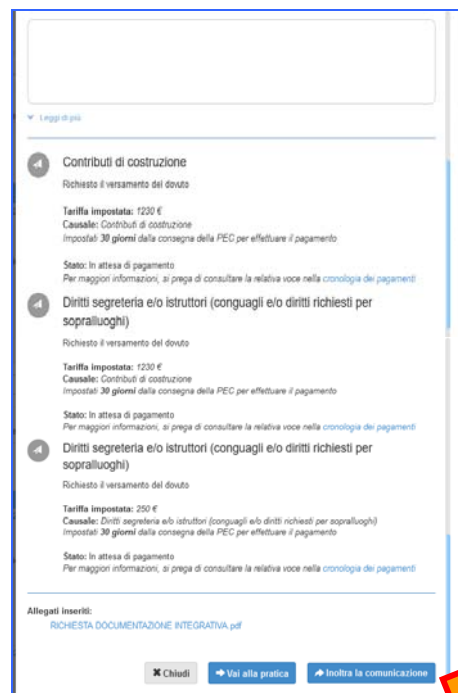 Leggi di più
Contributi di costruzione
Richiesto il versamento del dovuto
Tariffa impostata: 1230 €
Causale: Contributi di costruzione
Impostati 30 giorni dalla consegna della PEC per effettuare il pagamento
Stato: In attesa di pagamento
Per maggiori informazioni, si prega di consultare la relativa voce nella cronologia dei pagamenti
Diritti segreteria e/o istruttori (conguagli e/o diritti richiesti per
sopralluoghi)
Richiesto il versamento del dovuto
Tariffa impostata: 1230 €
Causale: Contributi di costruzione
Impostati 30 giorni dalla consegna della PEC per effettuare il pagamento
Stato: In attesa di pagamento
Per maggiori informazioni, si prega di consultare la relativa voce nella cronologia dei pagamenti
Diritti segreteria e/o istruttori (conguagli e/o diritti richiesti per
sopralluoghi)
Richiesto il versamento del dovuto
Tariffa impostata: 250 €
Causale: Diritti segreteria e/o istruttori (conguagli e/o diritti richiesti per sopralluoghi)
Impostati 30 giorni dalla consegna della PEC per effettuare il pagamento
Stato: In attesa di pagamento
Per maggiori informazioni, si prega di consultare la relativa voce nella cronologia dei pagamenti
Allegati inseriti:
RICHIESTA DOCUMENTAZIONE INTEGRATIVA.pdf
Chiudi Vai alla pratica Inoltra la comunicazione